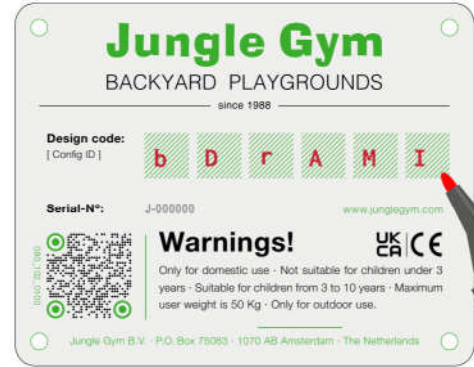 Jungle Gym
BACKYARD PLAYGROUNDS
since 1988
Design code:
[ Config ID ]
b D r A M I
Serial-Nº: J-000000 www.junglegym.com
Warnings!
UK CA CE
Only for domestic use · Not suitable for children under 3
years · Suitable for children from 3 to 10 years · Maximum
user weight is 50 Kg · Only for outdoor use.
Jungle Gym B.V. · P.O. Box 75063 · 1070 AB Amsterdam · The Netherlands